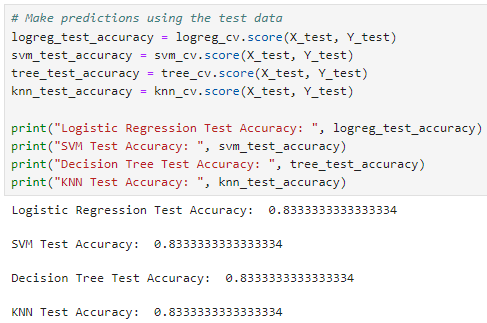 # Make predictions using the test data
logreg_test_accuracy = logreg_cv.score(X_test, Y_test)
svm_test_accuracy = svm_cv.score(X_test, Y_test)
tree_test_accuracy = tree_cv.score(X_test, Y_test)
knn_test_accuracy = knn_cv.score(X_test, Y_test)
print("Logistic Regression Test Accuracy: ", logreg_test_accuracy)
print("SVM Test Accuracy: ", svm_test_accuracy)
print("Decision Tree Test Accuracy: ", tree_test_accuracy)
print("KNN Test Accuracy: ", knn_test_accuracy)
Logistic Regression Test Accuracy:  0.8333333333333334
SVM Test Accuracy:  0.8333333333333334
Decision Tree Test Accuracy:  0.8333333333333334
KNN Test Accuracy:  0.8333333333333334